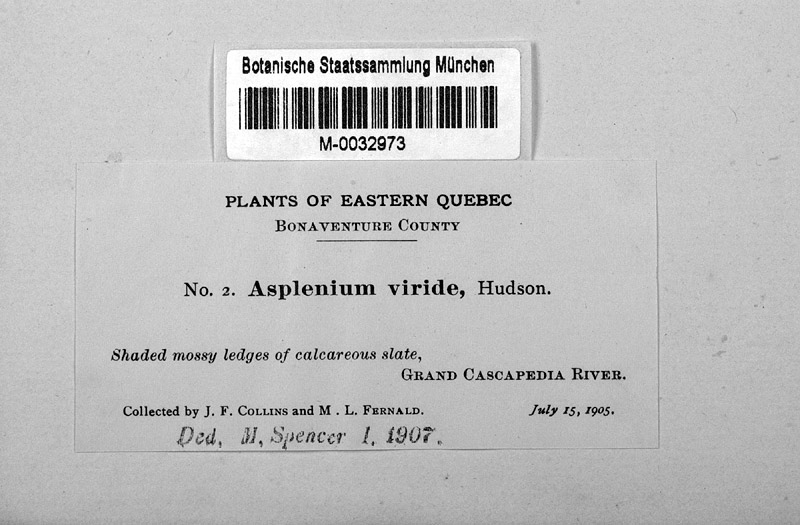 Botanische Staatssammlung München
M-0032973
PLANTS OF EASTERN QUEBEC
BONAVENTURE COUNTY
No. 2. Asplenium viride, Hudson.
Shaded mossy ledges of calcareous slate,
GRAND CASCAPEDIA RIVER.
Collected by J. F. COLLINS and M . L. FERNALD. July 15, 1905.
Ded, M, Spencer I. 1907.